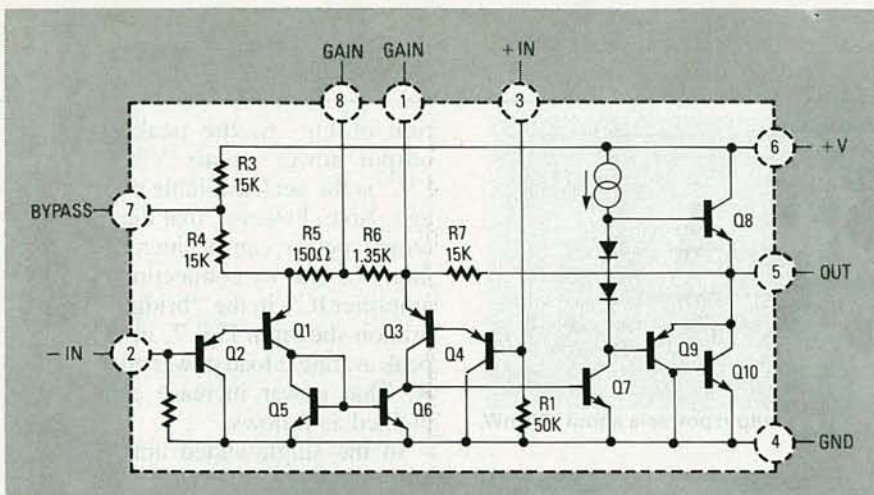 GAIN
GAIN
+ IN
8
1
3
6
+V
R3
15K
BYPASS
7
R4
15K
R5
150Ω
R6
1.35K
R7
15K
Q8
5
OUT
Q1
Q3
- IN
2
Q2
Q4
Q9
Q5
Q6
R1
50K
Q7
Q10
4
GND